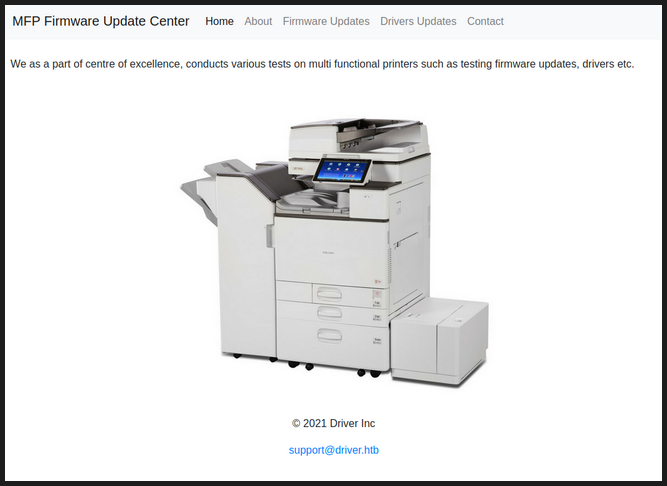 MFP Firmware Update Center Home About Firmware Updates Drivers Updates Contact
We as a part of centre of excellence, conducts various tests on multi functional printers such as testing firmware updates, drivers etc.
© 2021 Driver Inc
support@driver.htb